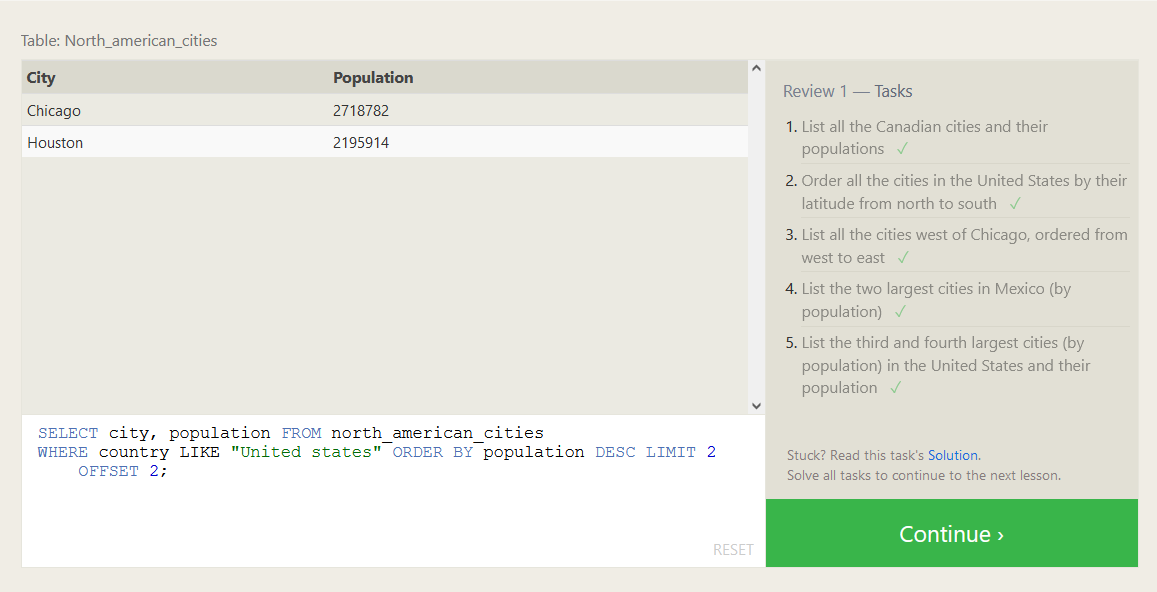 Table: North_american_cities
City Population
Chicago 2718782
Houston 2195914
SELECT city, population FROM north_american_cities
WHERE country LIKE "United states" ORDER BY population DESC LIMIT 2
OFFSET 2;
RESET
Review 1 — Tasks
1. List all the Canadian cities and their
populations ✓
2. Order all the cities in the United States by their
latitude from north to south ✓
3. List all the cities west of Chicago, ordered from
west to east ✓
4. List the two largest cities in Mexico (by
population) ✓
5. List the third and fourth largest cities (by
population) in the United States and their
population ✓
Stuck? Read this task's Solution.
Solve all tasks to continue to the next lesson.
Continue ›